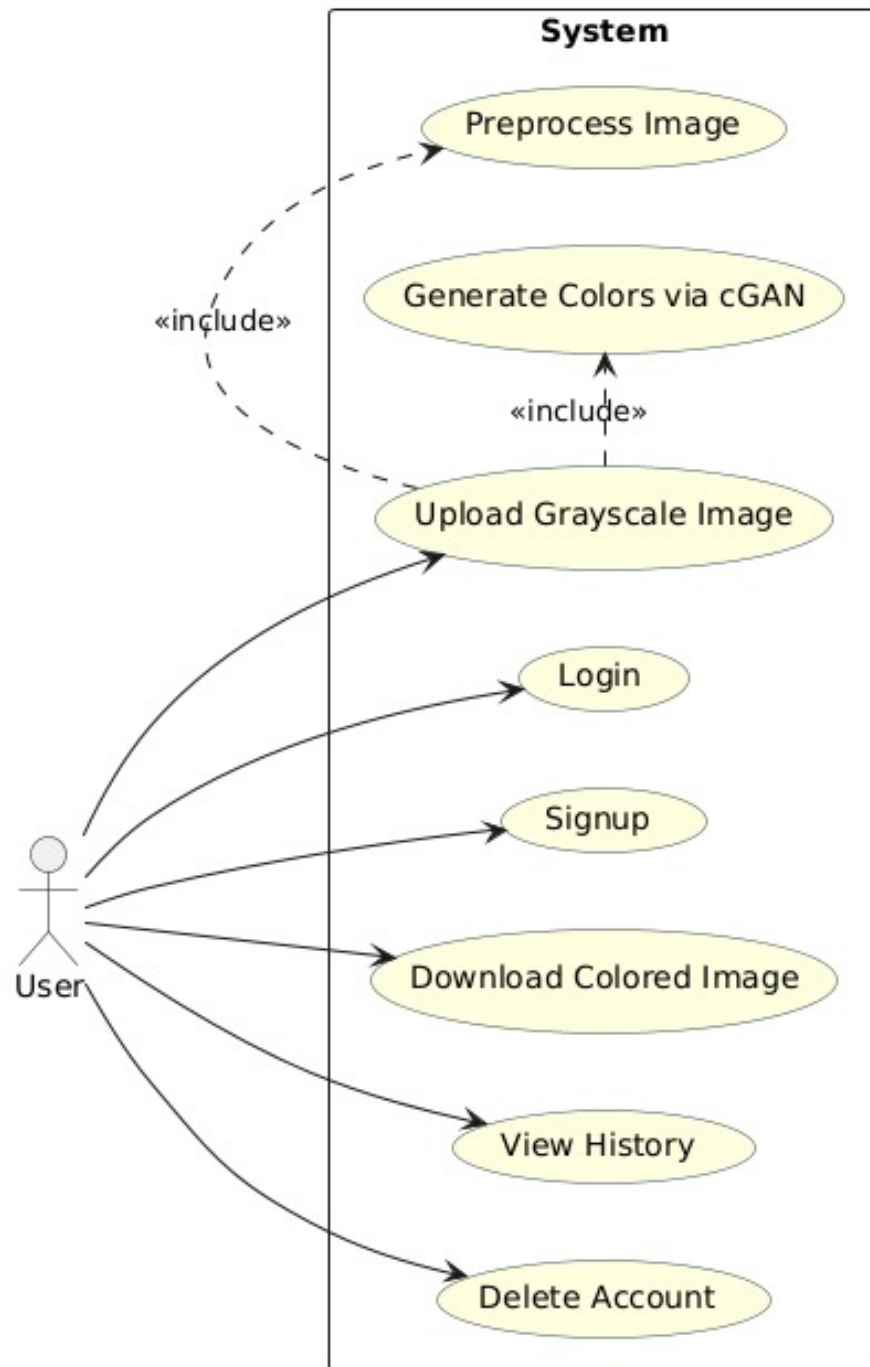 System
Preprocess Image
Generate Colors via cGAN
«include»
«include»
Upload Grayscale Image
Login
Signup
Download Colored Image
User
View History
Delete Account